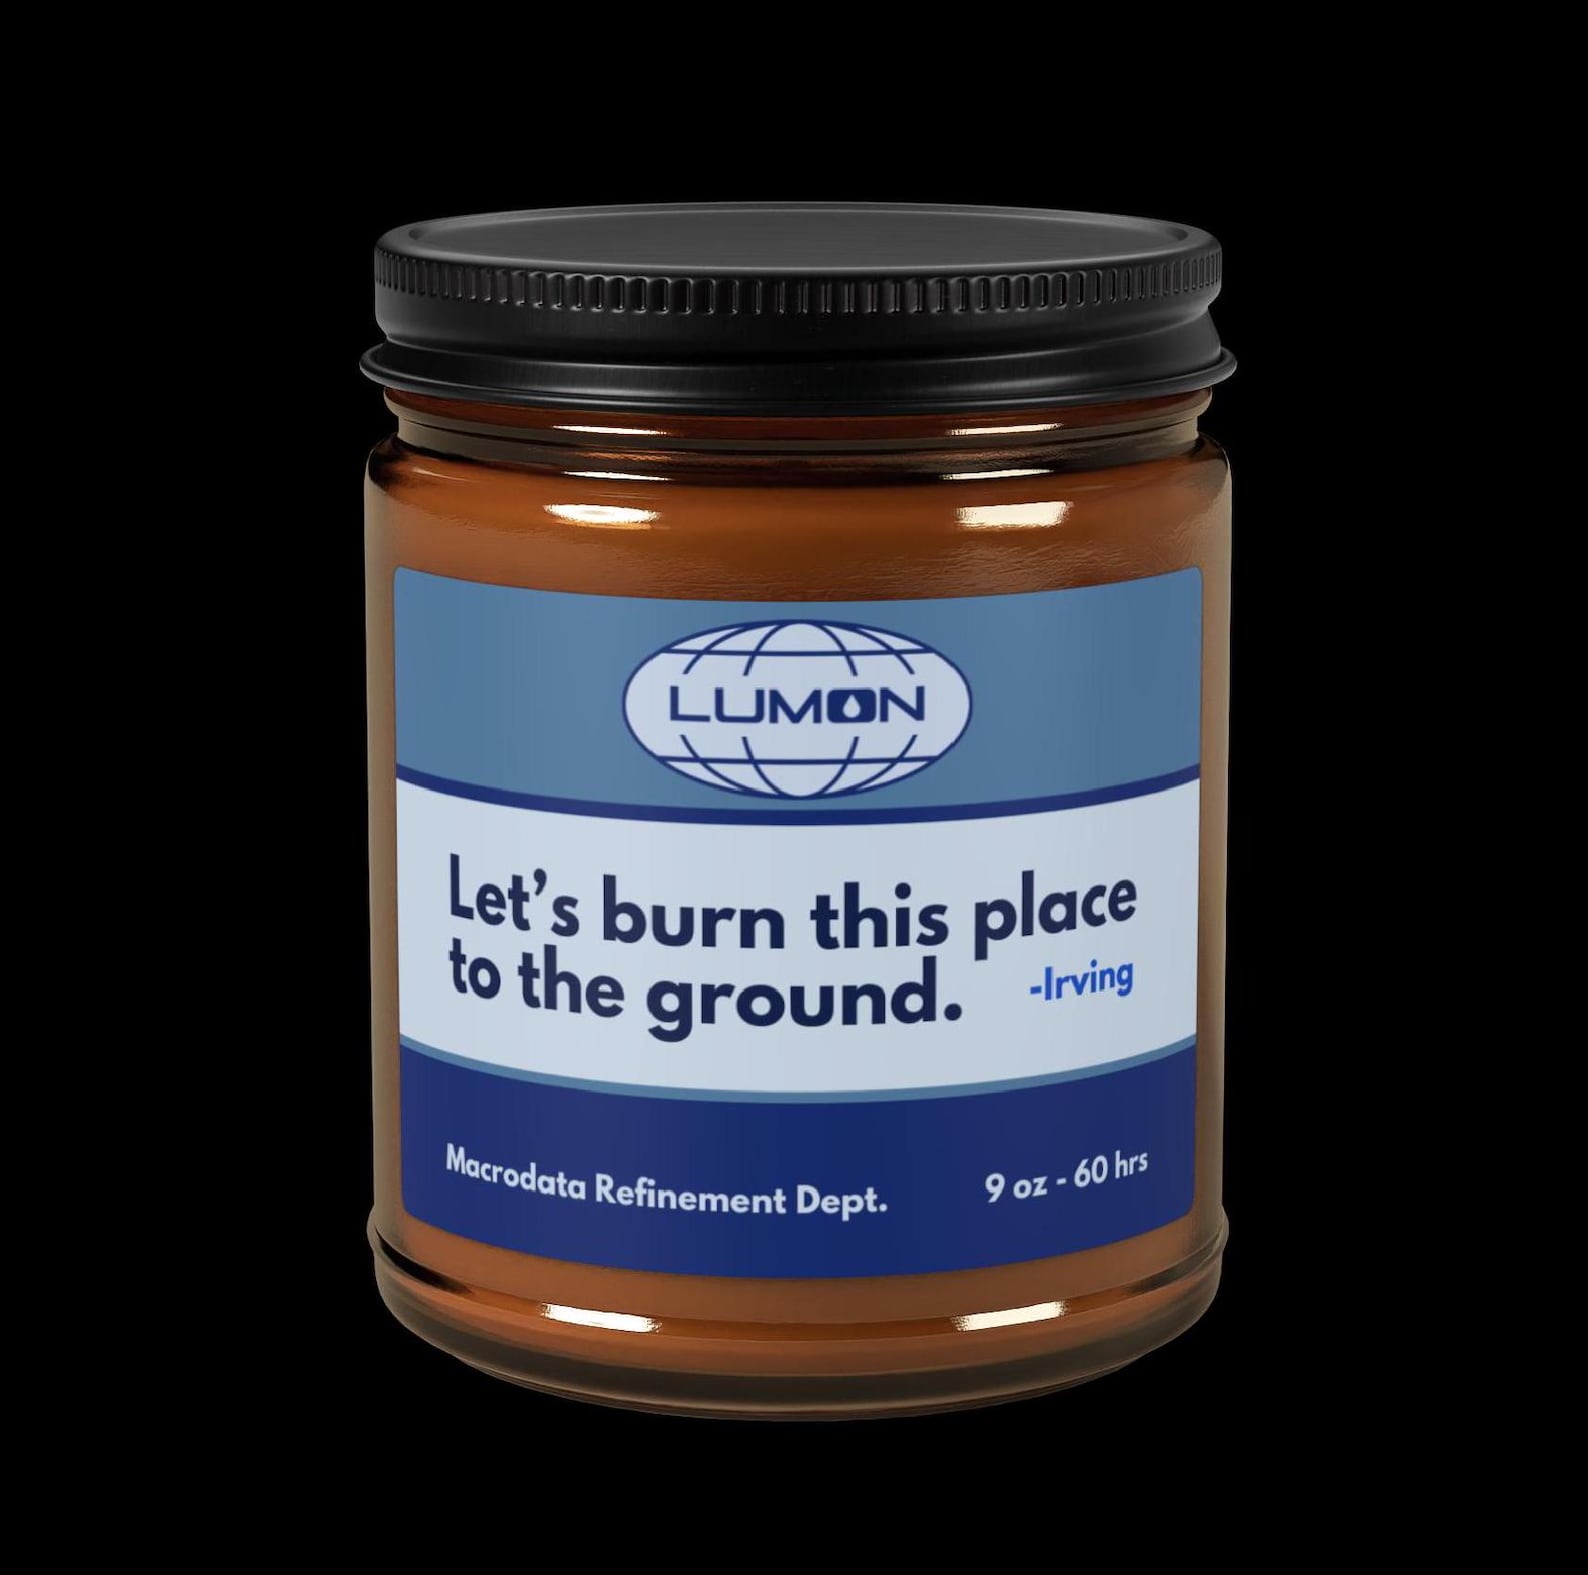 LUMON
Let's burn this place
to the ground.
-Irving
Macrodata Refinement Dept.
9 oz - 60 hrs